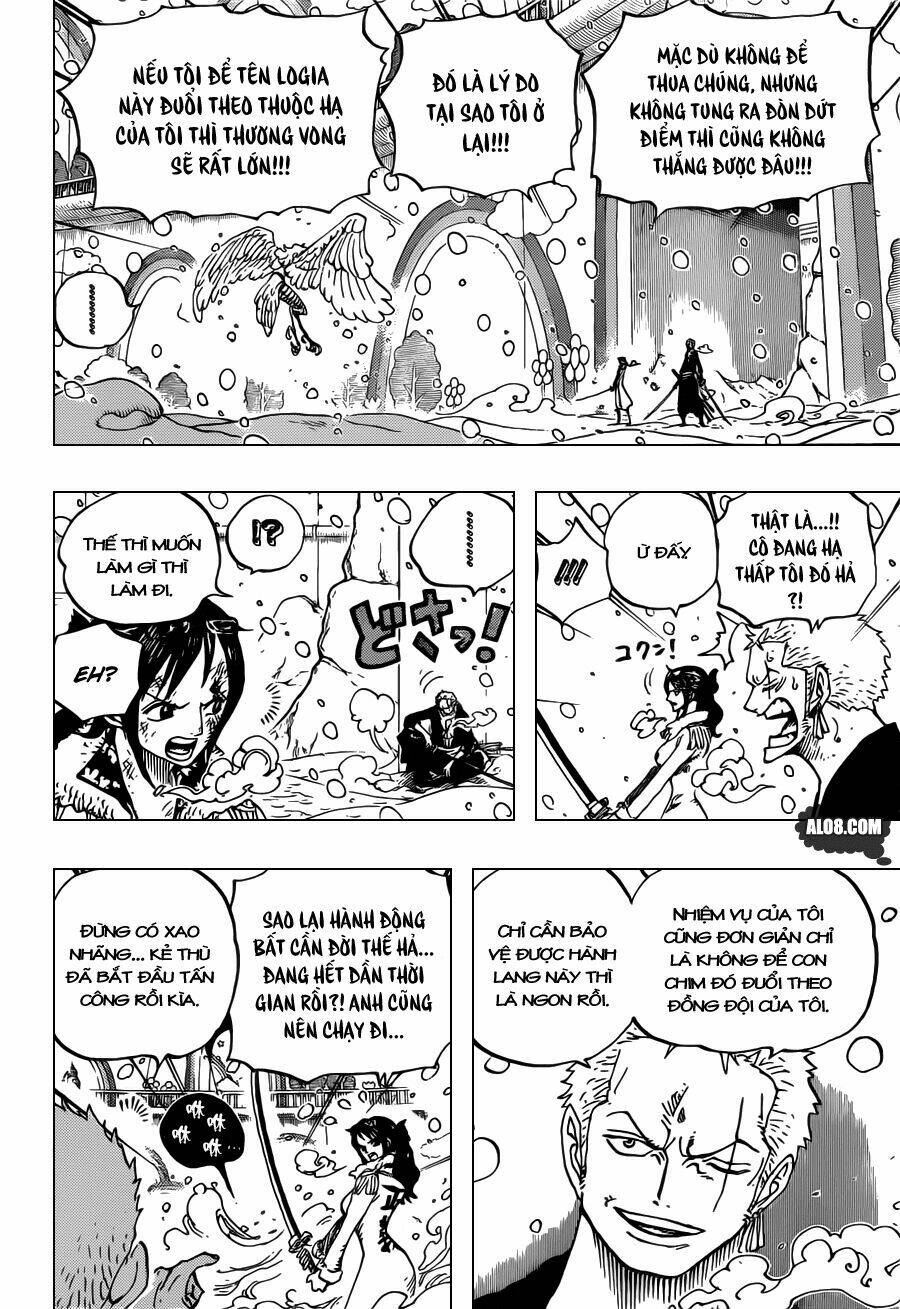 MẶC DÙ KHÔNG ĐỂ
THUA CHÚNG, NHƯNG
KHÔNG TUNG RA ĐÒN DỨT
ĐIỂM THÌ CŨNG KHÔNG
THẮNG ĐƯỢC ĐÂU!!!
ĐÓ LÀ LÝ DO
TẠI SAO TÔI Ở
LẠI!!!
NẾU TÔI ĐỂ TÊN LOGIA
NÀY ĐUỔI THEO THUỘC HẠ
CỦA TÔI THÌ THƯƠNG VONG
SẼ RẤT LỚN!!!
THẬT LÀ...!!
CÔ ĐANG HẠ
THẤP TÔI ĐÓ HẢ
?!
Ừ ĐẤY
!!!
コクン!
!?
どさっ!
THẾ THÌ MUỐN
LÀM GÌ THÌ
LÀM ĐI.
EH?
ALO8.COM
NHIỆM VỤ CỦA TÔI
CŨNG ĐƠN GIẢN CHỈ
LÀ KHÔNG ĐỂ CON
CHIM ĐÓ ĐUỔI THEO
ĐỒNG ĐỘI CỦA TÔI.
CHỈ CẦN BẢO
VỆ ĐƯỢC HÀNH
LANG NÀY THÌ
LÀ NGON RỒI.
SAO LẠI HÀNH ĐỘNG
BẤT CẦN ĐỜI THẾ HẢ...
ĐANG HẾT DẦN THỜI
GIAN RỒI?! ANH CŨNG
NÊN CHẠY ĐI...
ĐỪNG CÓ XAO
NHÃNG... KẺ THÙ
ĐÃ BẮT ĐẦU TẤN
CÔNG RỒI KÌA.
咻
咻
咻
咻